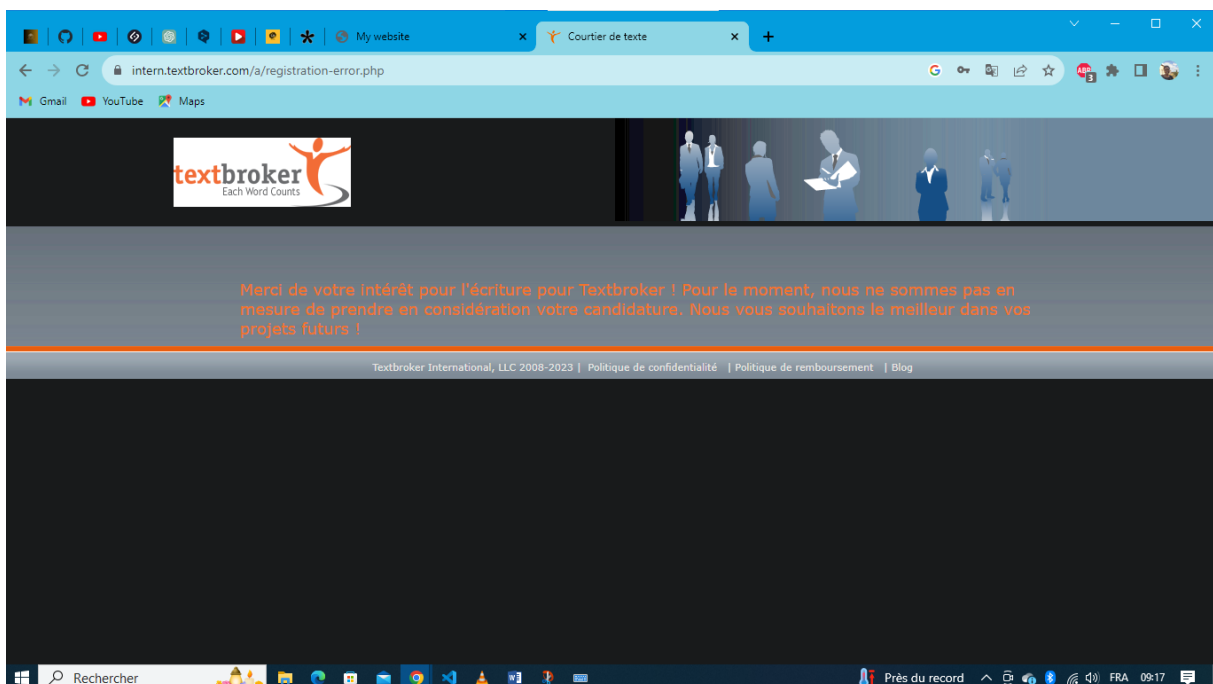 My website
Courtier de texte
intern.textbroker.com/a/registration-error.php
Gmail YouTube Maps
textbroker
Each Word Counts
Merci de votre intérêt pour l'écriture pour Textbroker ! Pour le moment, nous ne sommes pas en
mesure de prendre en considération votre candidature. Nous vous souhaitons le meilleur dans vos
projets futurs !
Textbroker International, LLC 2008-2023 | Politique de confidentialité | Politique de remboursement | Blog
Rechercher
Près du record
FRA 09:17